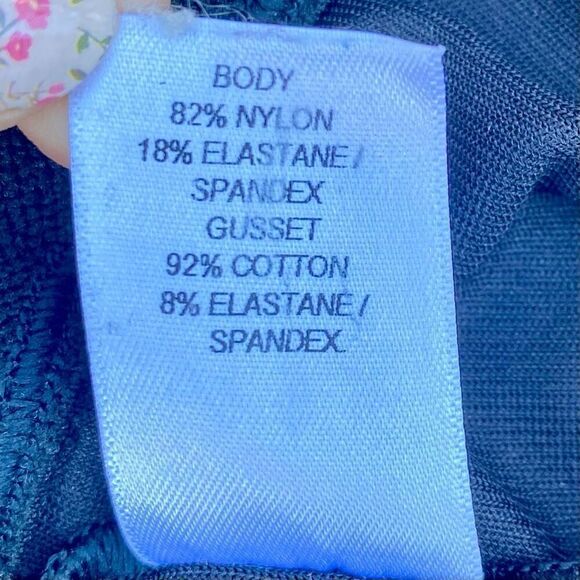 BODY
82% NYLON
18% ELASTANE/
SPANDEX
GUSSET
92% COTTON
8% ELASTANE/
SPANDEX